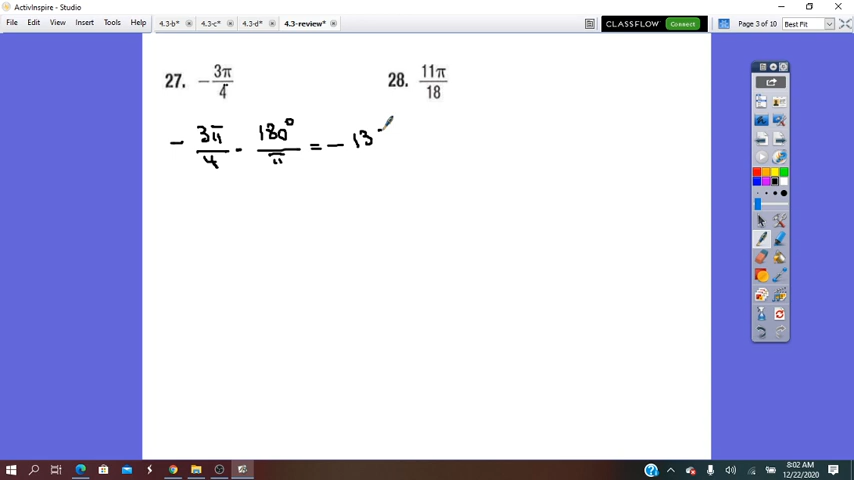 ActivInspire - Studio
File Edit View Insert Tools Help 4.3-b* 4.3-c* 4.3-d* 4.3-review* CLASSFLOW Connect Page 3 of 10 Best Fit
27. -3π/4 28. 11π/18
- 3π/4 · 180°/π = - 13
8:02 AM
12/22/2020